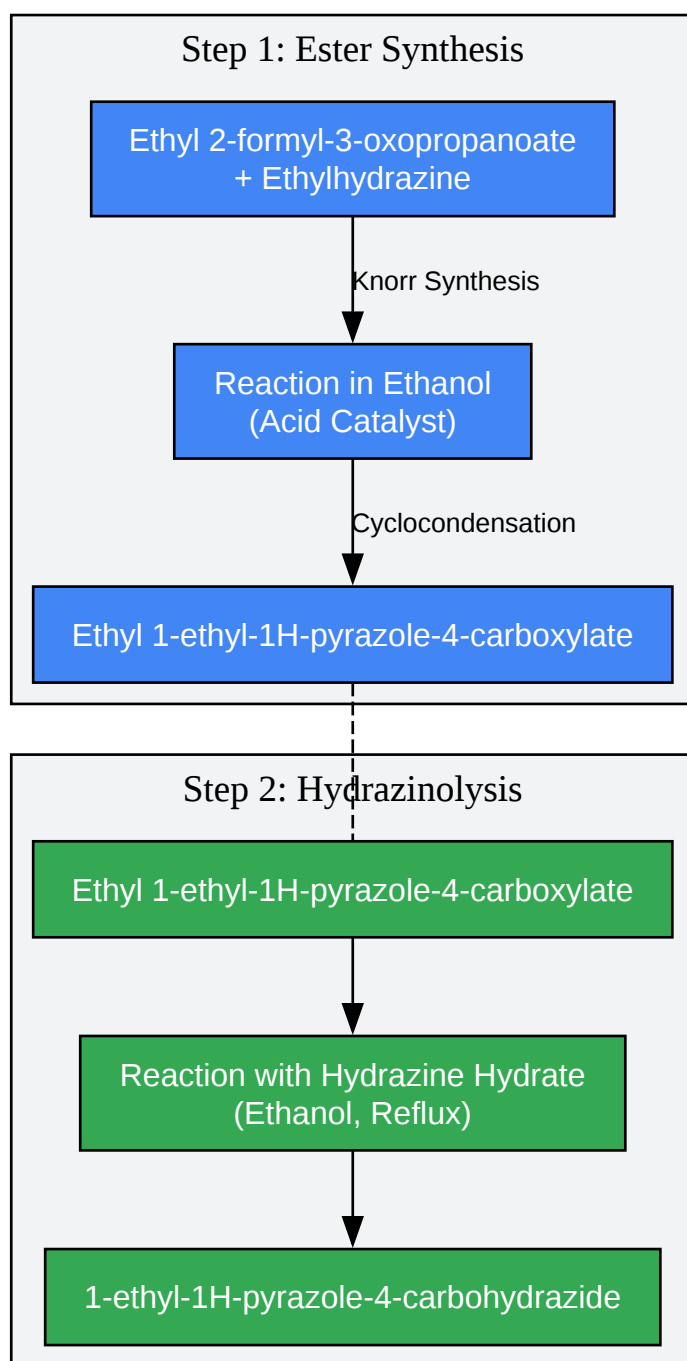 Step 1: Ester Synthesis
Ethyl 2-formyl-3-oxopropanoate
+ Ethylhydrazine
Knorr Synthesis
Reaction in Ethanol
(Acid Catalyst)
Cyclocondensation
Ethyl 1-ethyl-1H-pyrazole-4-carboxylate
Step 2: Hydrazinolysis
Ethyl 1-ethyl-1H-pyrazole-4-carboxylate
Reaction with Hydrazine Hydrate
(Ethanol, Reflux)
1-ethyl-1H-pyrazole-4-carbohydrazide